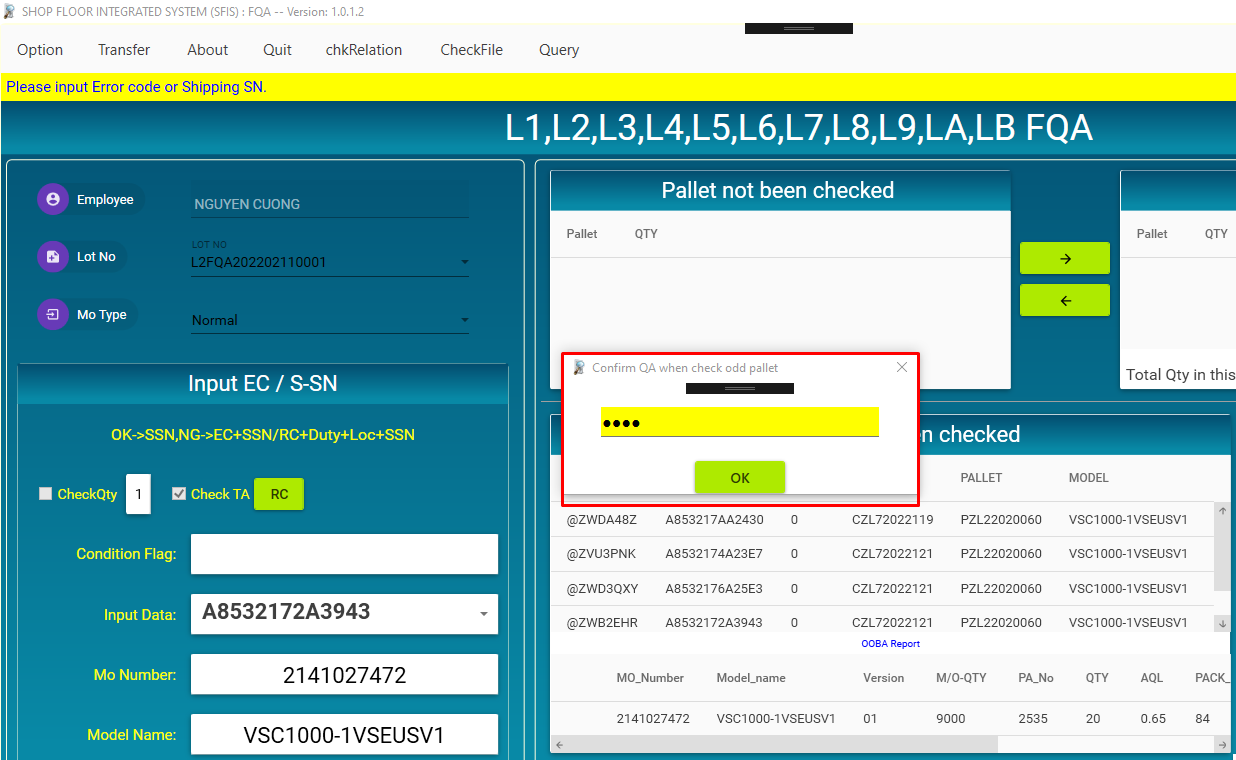 SHOP FLOOR INTEGRATED SYSTEM (SFIS) : FQA -- Version: 1.0.1.2
Option Transfer About Quit chkRelation CheckFile Query
Please input Error code or Shipping SN.
L1,L2,L3,L4,L5,L6,L7,L8,L9,LA,LB FQA
Employee NGUYEN CUONG
LOT NO
Lot No L2FQA202202110001
Mo Type Normal
Input EC / S-SN
OK->SSN,NG->EC+SSN/RC+Duty+Loc+SSN
CheckQty 1 Check TA RC
Condition Flag:
Input Data: A8532172A3943
Mo Number: 2141027472
Model Name: VSC1000-1VSEUSV1
Pallet not been checked
Pallet QTY
Pallet QTY
Total Qty in this
Confirm QA when check odd pallet
●●●●
OK
checked
PALLET MODEL
@ZWDA48Z A853217AA2430 0 CZL72022119 PZL22020060 VSC1000-1VSEUSV1
@ZVU3PNK A8532174A23E7 0 CZL72022121 PZL22020060 VSC1000-1VSEUSV1
@ZWD3QXY A8532176A25E3 0 CZL72022121 PZL22020060 VSC1000-1VSEUSV1
@ZWB2EHR A8532172A3943 0 CZL72022121 PZL22020060 VSC1000-1VSEUSV1
OOBA Report
MO_Number Model_name Version M/O-QTY PA_No QTY AQL PACK_
2141027472 VSC1000-1VSEUSV1 01 9000 2535 20 0.65 84